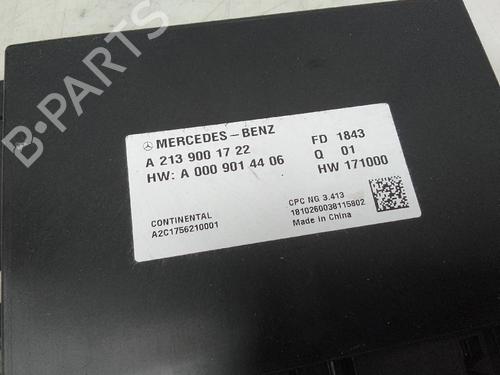 B-PARTS
MERCEDES-BENZ
A 213 900 17 22
HW: A 000 901 44 06
FD 1843
Q 01
HW 171000
CONTINENTAL
A2C1756210001
CPC NG 3.413
1810260038115802
Made in China